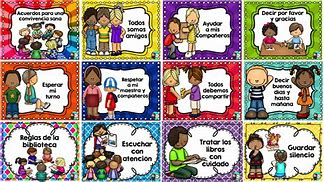 Acuerdos para una
convivencia sana
Todos
somos
amigos
Ayudar
a mis
compañeros
Decir por favor
y gracias
Esperar
mi
turno
Respetar
a mi
maestra y
compañeros
Todos
debemos
compartir
Decir
buenos
días y
hasta
mañana
Reglas de la
biblioteca
Escuchar
con
atención
Tratar los
libros
con
cuidado
Guardar
silencio